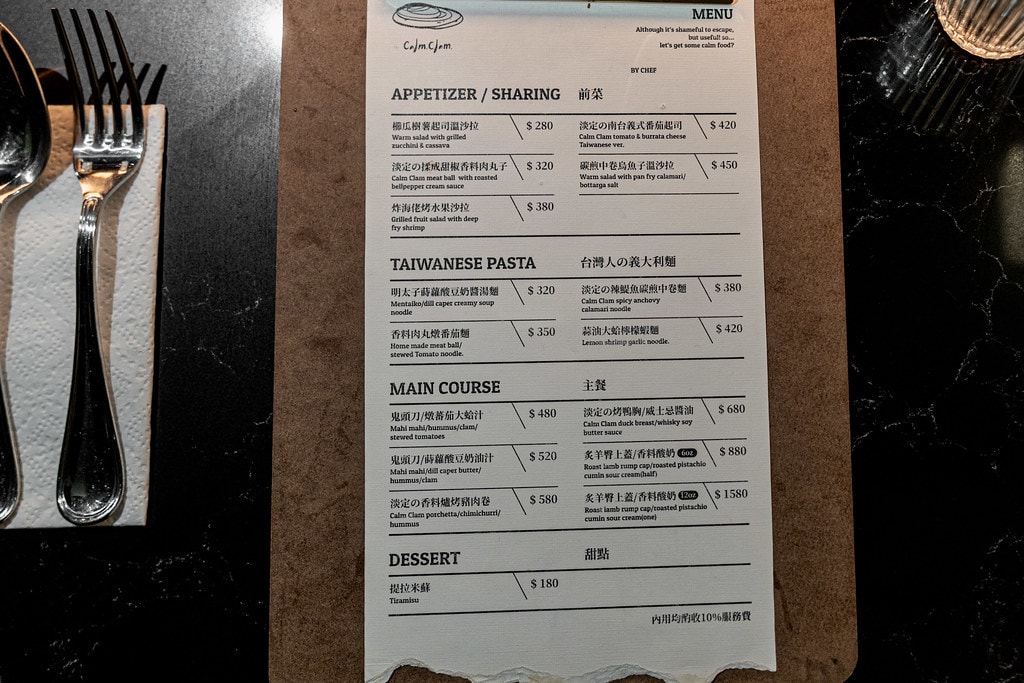 Calm.Clam.
MENU
Although it's shameful to escape,
but useful! so...
let's get some calm food?
BY CHEF
APPETIZER / SHARING 前菜
櫛瓜樹薯起司溫沙拉 $ 280
Warm salad with grilled
zucchini & cassava
淡定の揉戒甜椒香料肉丸子 $ 320
Calm Clam meat ball with roasted
bellpepper cream sauce
炸海佬烤水果沙拉 $ 380
Grilled fruit salad with deep
fry shrimp
淡定の南台義式番茄起司 $ 420
Calm Clam tomato & burrata cheese
Taiwanese ver.
碳煎中卷烏魚子溫沙拉 $ 450
Warm salad with pan fry calamari/
bottarga salt
TAIWANESE PASTA 台灣人の義大利麵
明太子蒔蘿酸豆奶醬湯麵 $ 320
Mentaiko/dill caper creamy soup
noodle
香料肉丸燉番茄麵 $ 350
Home made meat ball/
stewed Tomato noodle.
淡定の辣鯷魚碳煎中卷麵 $ 380
Calm Clam spicy anchovy
calamari noodle
蒜油大蛤檸檬蝦麵 $ 420
Lemon shrimp garlic noodle.
MAIN COURSE 主餐
鬼頭刀/燉蕃茄大蛤汁 $ 480
Mahi mahi/hummus/clam/
stewed tomatoes
鬼頭刀/蒔蘿酸豆奶油汁 $ 520
Mahi mahi/dill caper butter/
hummus/clam
淡定の香料爐烤豬肉卷 $ 580
Calm Clam porchetta/chimichurri/
hummus
淡定の烤鴨胸/威士忌醬油 $ 680
Calm Clam duck breast/whisky soy
butter sauce
炙羊臀上蓋/香料酸奶 6oz $ 880
Roast lamb rump cap/roasted pistachio
cumin sour cream(half)
炙羊臀上蓋/香料酸奶 12oz $ 1580
Roast lamb rump cap/roasted pistachio
cumin sour cream(one)
DESSERT 甜點
提拉米蘇 $ 180
Tiramisu
內用均酌收10%服務費